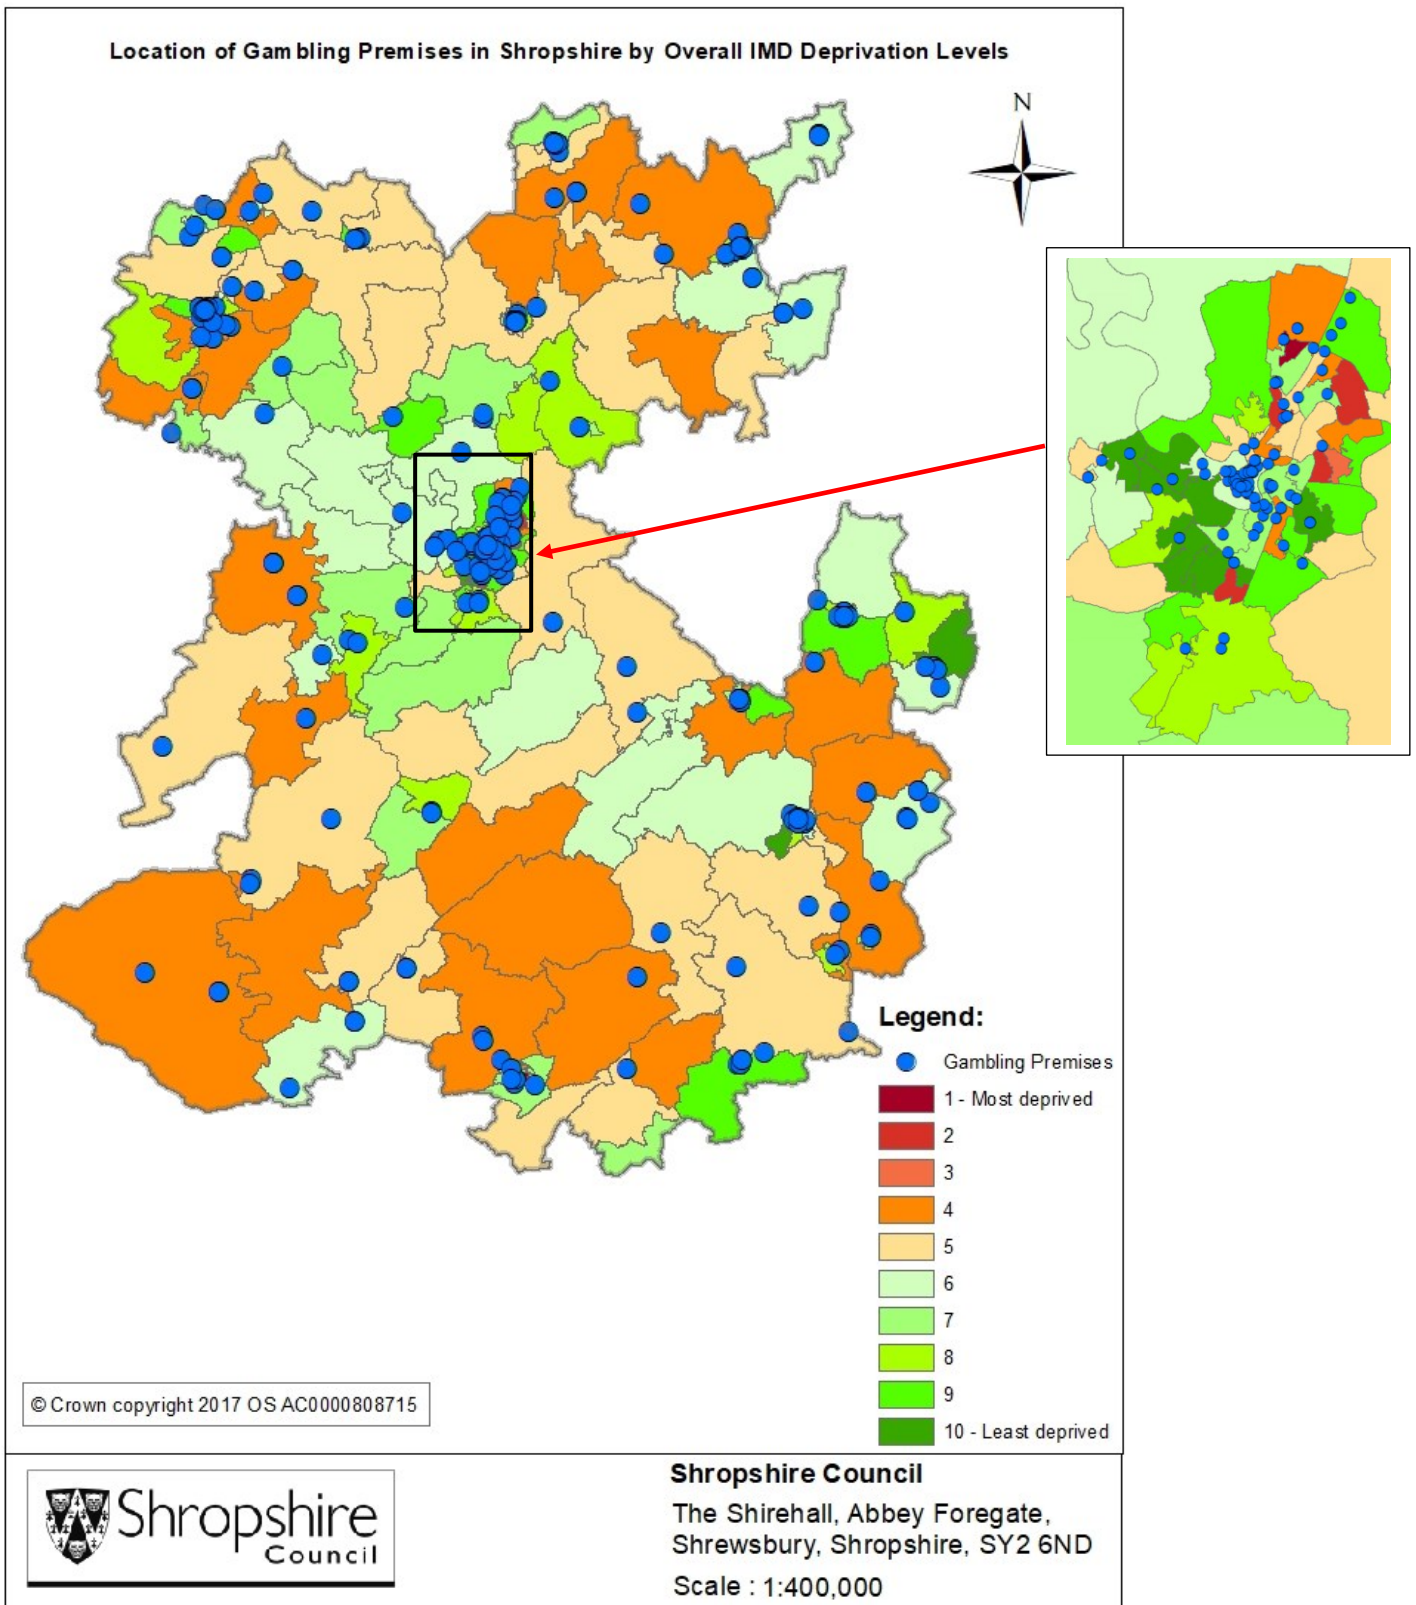 Location of Gambling Premises in Shropshire by Overall IMD Deprivation Levels
N
Legend:
Gambling Premises
1 - Most deprived
2
3
4
5
6
7
8
9
10 - Least deprived
© Crown copyright 2017 OS AC0000808715
Shropshire
Council
Shropshire Council
The Shirehall, Abbey Foregate,
Shrewsbury, Shropshire, SY2 6ND
Scale : 1:400,000